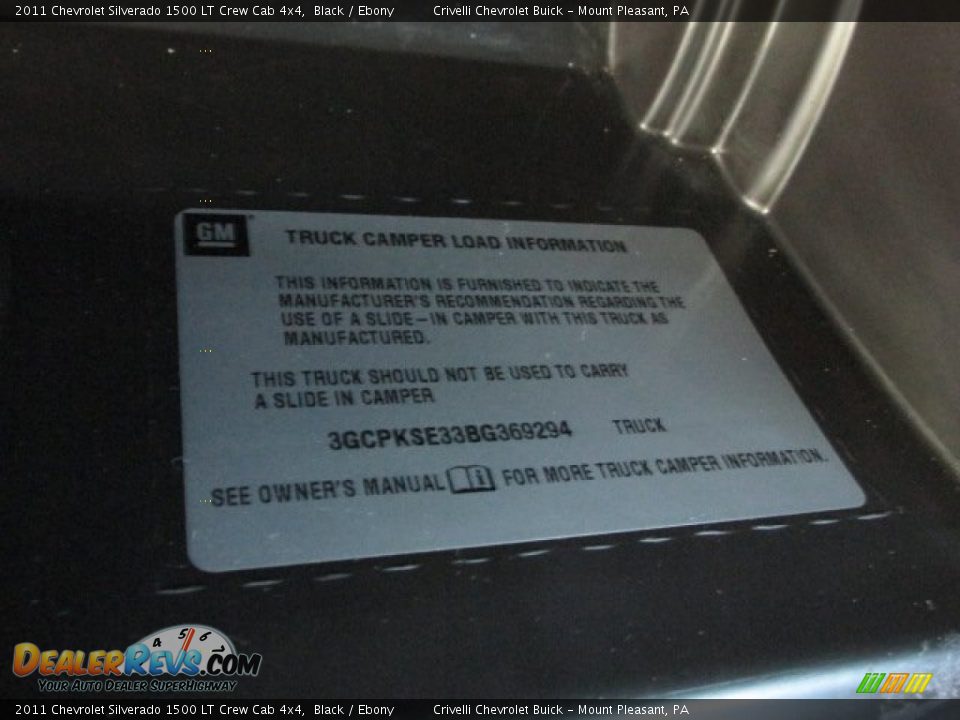 2011 Chevrolet Silverado 1500 LT Crew Cab 4x4, Black / Ebony Crivelli Chevrolet Buick - Mount Pleasant, PA
GM
TRUCK CAMPER LOAD INFORMATION
THIS INFORMATION IS FURNISHED TO INDICATE THE
MANUFACTURER'S RECOMMENDATION REGARDING THE
USE OF A SLIDE-IN CAMPER WITH THIS TRUCK AS
MANUFACTURED.
THIS TRUCK SHOULD NOT BE USED TO CARRY
A SLIDE IN CAMPER
3GCPKSE33BG369294 TRUCK
SEE OWNER'S MANUAL i FOR MORE TRUCK CAMPER INFORMATION.
4 5 6
DEALERREVS.COM
YOUR AUTO DEALER SUPERHIGHWAY
2011 Chevrolet Silverado 1500 LT Crew Cab 4x4, Black / Ebony Crivelli Chevrolet Buick - Mount Pleasant, PA